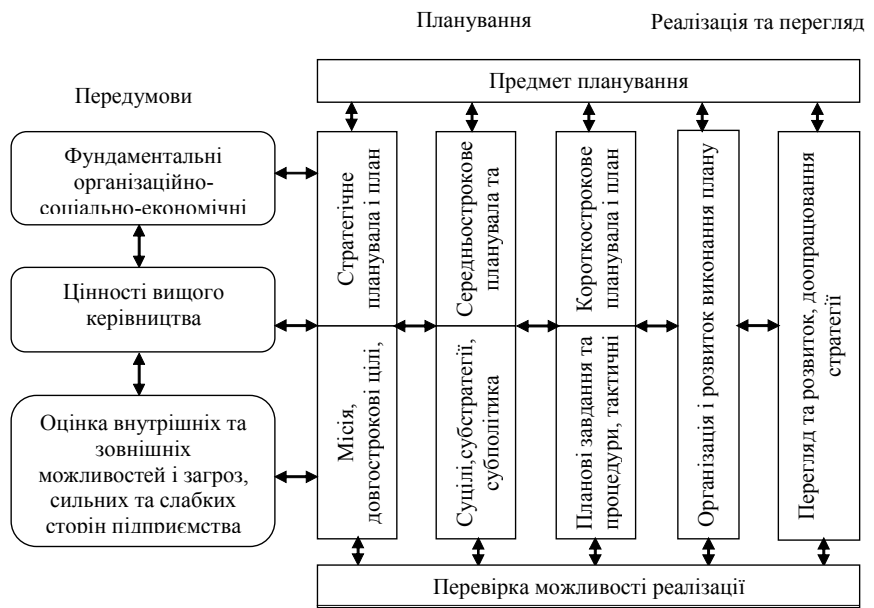 Планування
Реалізація та перегляд
Передумови
Предмет планування
Фундаментальні
організаційно-
соціально-економічні
Цінності вищого
керівництва
Оцінка внутрішніх та
зовнішніх
можливостей і загроз,
сильних та слабких
сторін підприємства
Стратегічне
планувала і план
Місія,
довгострокові цілі,
Середньострокове
планувала та
Суцілі,субстратегії,
субполітика
Короткострокове
планувала і план
Планові завдання та
процедури, тактичні
Організація і розвиток виконання плану
Перегляд та розвиток, доопрацювання
стратегії
Перевірка можливості реалізації